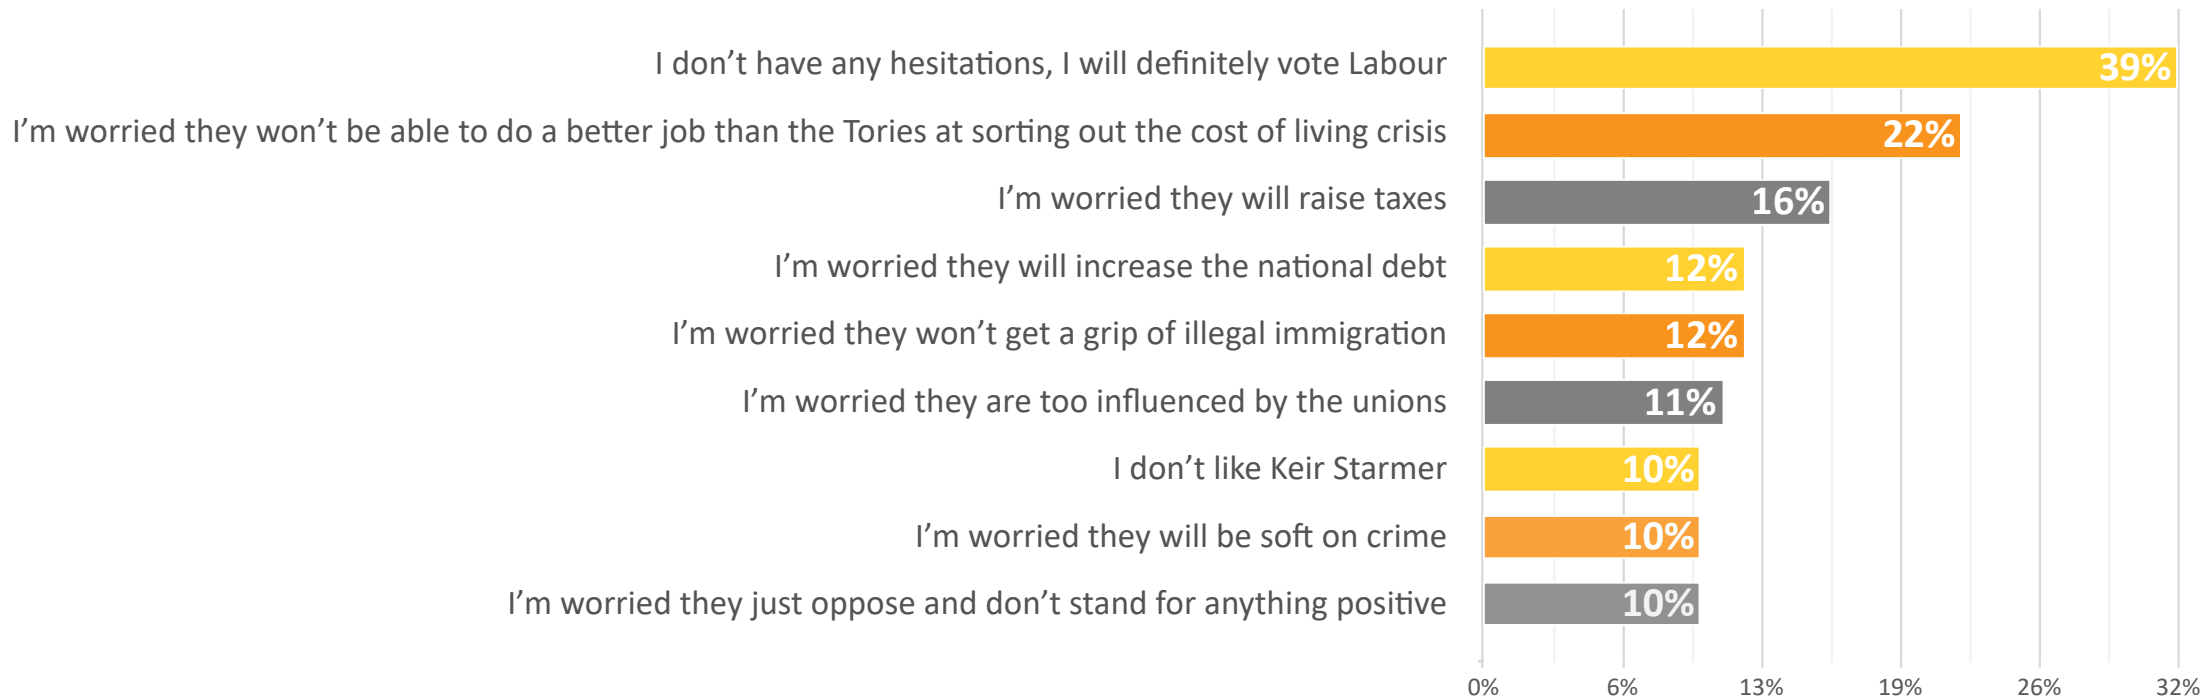 I don’t have any hesitations, I will definitely vote Labour 39%
I’m worried they won’t be able to do a better job than the Tories at sorting out the cost of living crisis 22%
I’m worried they will raise taxes 16%
I’m worried they will increase the national debt 12%
I’m worried they won’t get a grip of illegal immigration 12%
I’m worried they are too influenced by the unions 11%
I don’t like Keir Starmer 10%
I’m worried they will be soft on crime 10%
I’m worried they just oppose and don’t stand for anything positive 10%
0% 6% 13% 19% 26% 32%